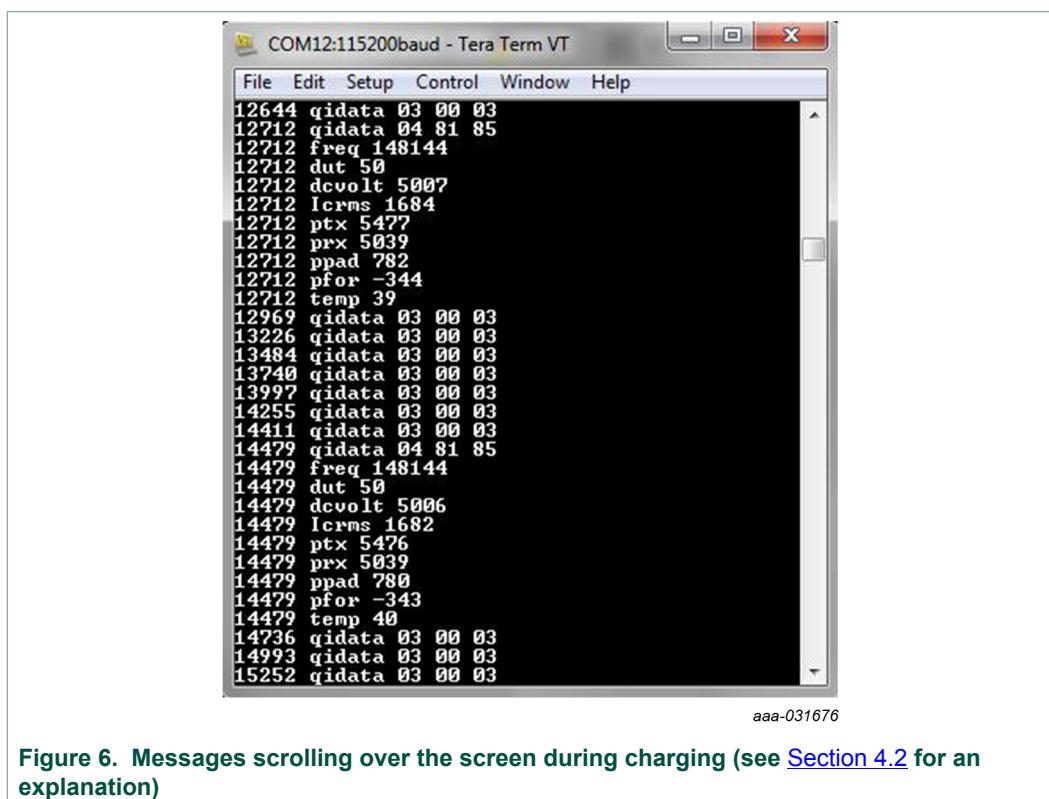 COM12:115200baud - Tera Term VT
File Edit Setup Control Window Help
12644 qidata 03 00 03
12712 qidata 04 81 85
12712 freq 148144
12712 dut 50
12712 dcvolt 5007
12712 Icrms 1684
12712 ptx 5477
12712 prx 5039
12712 ppad 782
12712 pfor -344
12712 temp 39
12969 qidata 03 00 03
13226 qidata 03 00 03
13484 qidata 03 00 03
13740 qidata 03 00 03
13997 qidata 03 00 03
14255 qidata 03 00 03
14411 qidata 03 00 03
14479 qidata 04 81 85
14479 freq 148144
14479 dut 50
14479 dcvolt 5006
14479 Icrms 1682
14479 ptx 5476
14479 prx 5039
14479 ppad 780
14479 pfor -343
14479 temp 40
14736 qidata 03 00 03
14993 qidata 03 00 03
15252 qidata 03 00 03
aaa-031676
Figure 6. Messages scrolling over the screen during charging (see Section 4.2 for an
explanation)